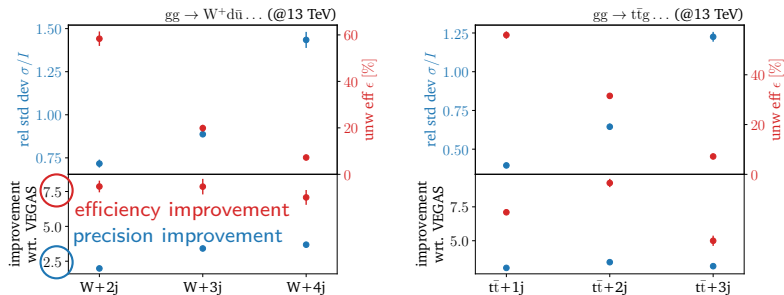 gg → W⁺dū ... (@13 TeV)
1.50
1.25
1.00
0.75
rel std dev σ/I
60
40
20
0
unw eff ϵ [%]
7.5
5.0
2.5
improvement
wrt. VEGAS
efficiency improvement
precision improvement
W+2j
W+3j
W+4j
gg → tt̄g ... (@13 TeV)
1.25
1.00
0.75
0.50
rel std dev σ/I
40
20
0
unw eff ϵ [%]
7.5
5.0
improvement
wrt. VEGAS
tt̄+1j
tt̄+2j
tt̄+3j